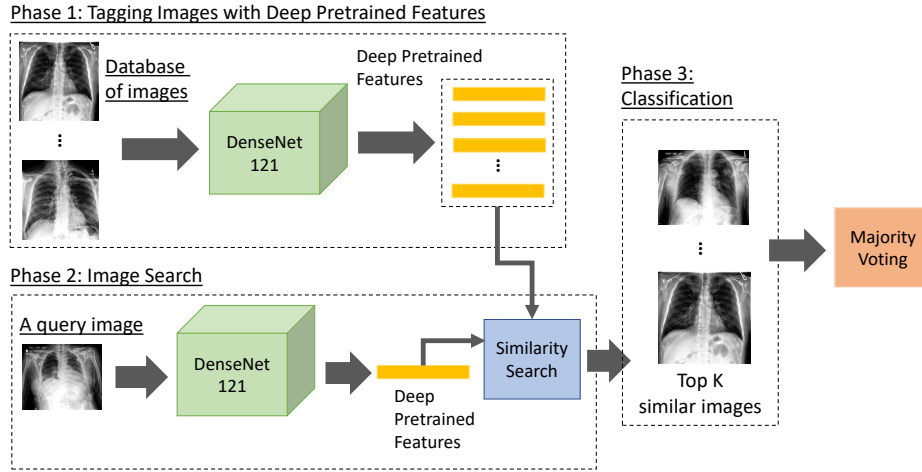 Phase 1: Tagging Images with Deep Pretrained Features
Database
of images
DenseNet
121
Deep Pretrained
Features
Phase 2: Image Search
A query image
DenseNet
121
Deep
Pretrained
Features
Similarity
Search
Phase 3:
Classification
Top K
similar images
Majority
Voting